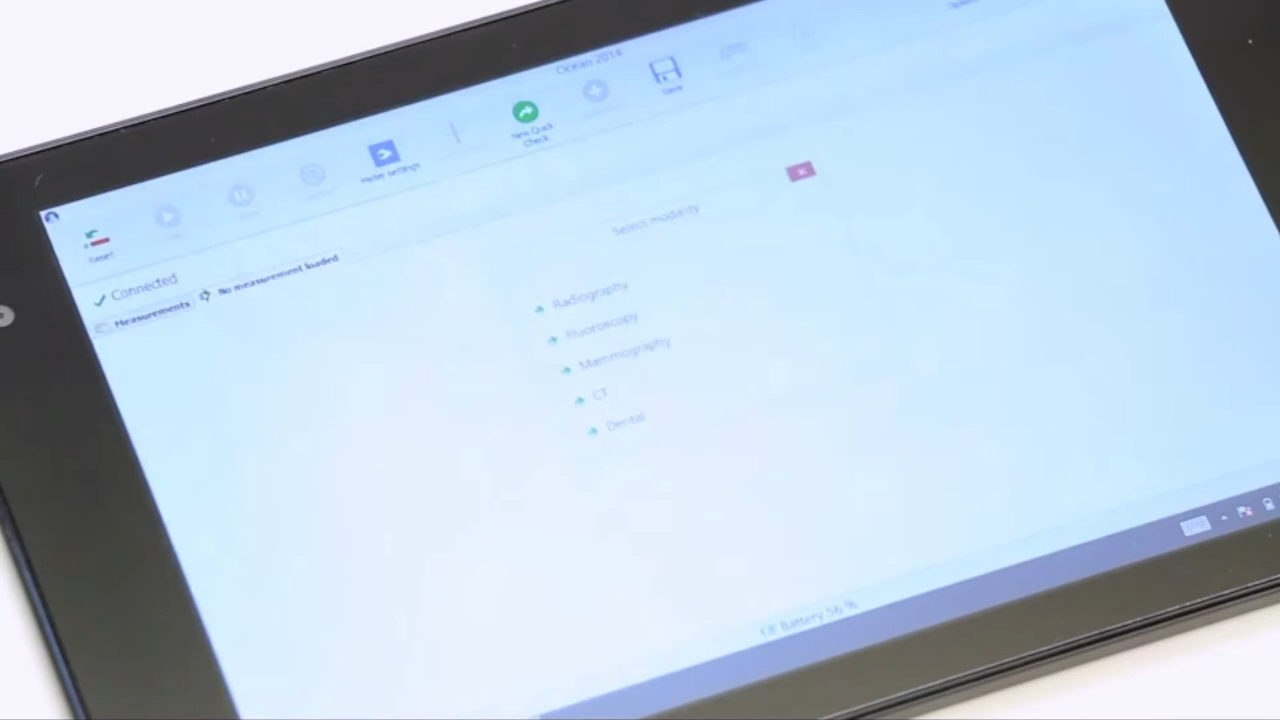 Ocean 2014
Reset
Meter settings
New Quick
Check
Save
Connected
Measurements
No measurement loaded
Select modality
Radiography
Fluoroscopy
Mammography
CT
Dental
Battery 56 %